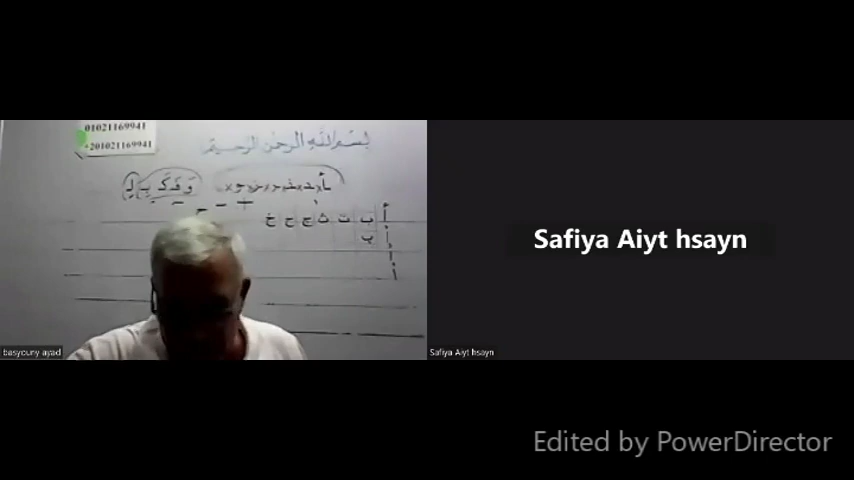 01021169941
+201021169941
بسم الله الرحمن الرحيم
وَ فَ كَ بِ لِ
أ ب ت ث ج ح خ
أ ب
إ
أ
Safiya Aiyt hsayn
basyouny ayad
Safiya Aiyt hsayn
Edited by PowerDirector